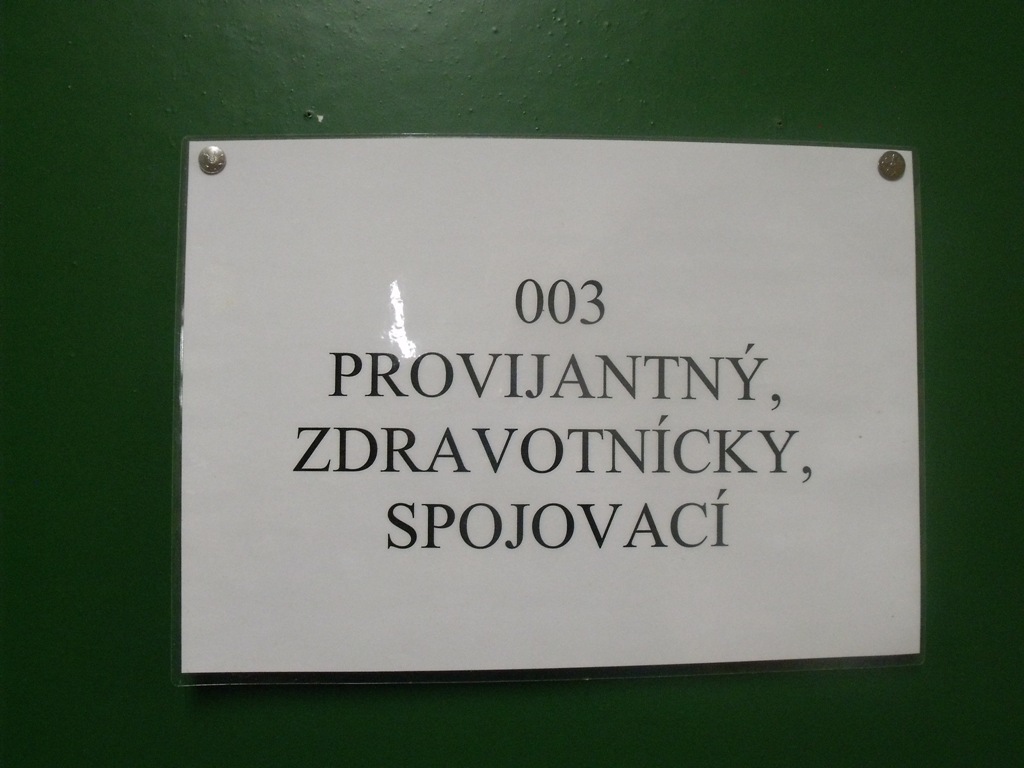 003
PROVIJANTNÝ,
ZDRAVOTNÍCKY,
SPOJOVACÍ